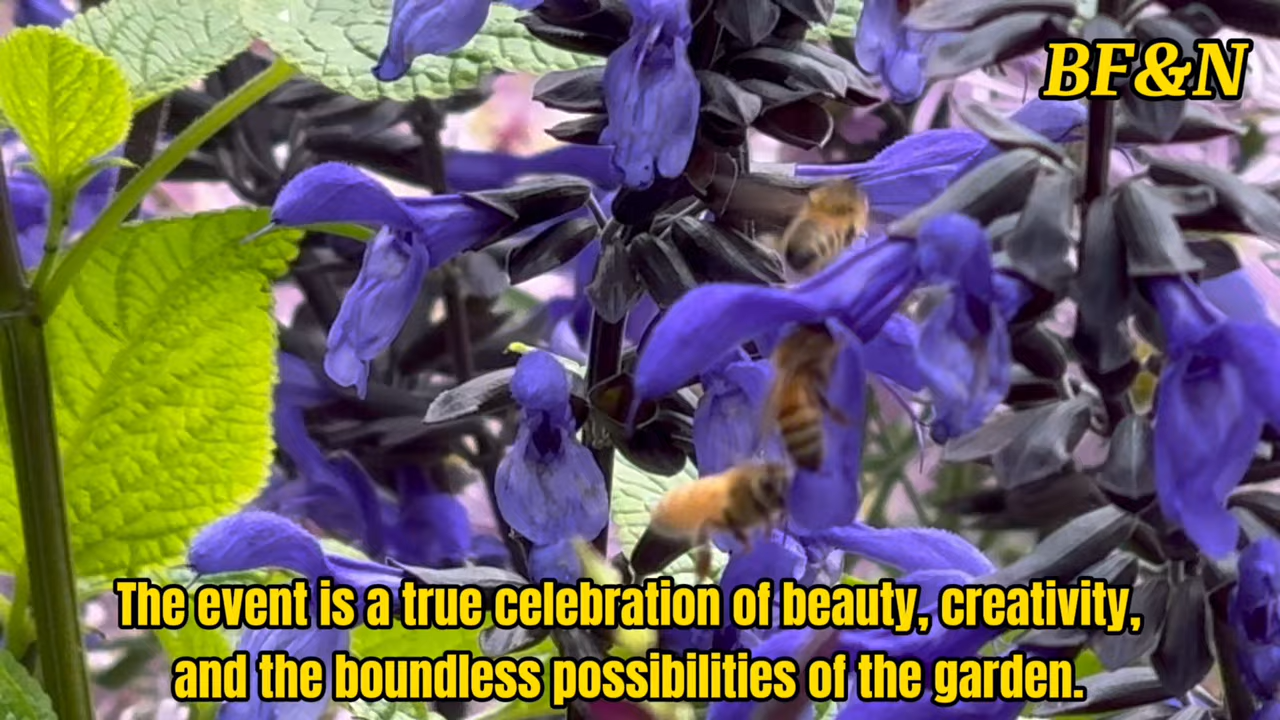 BF&N
The event is a true celebration of beauty, creativity,
and the boundless possibilities of the garden.